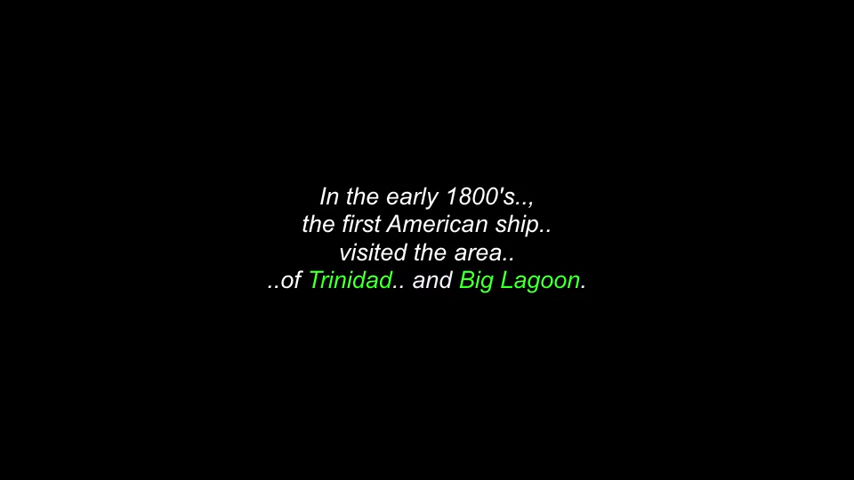 In the early 1800's..,
the first American ship..
visited the area..
..of Trinidad.. and Big Lagoon.